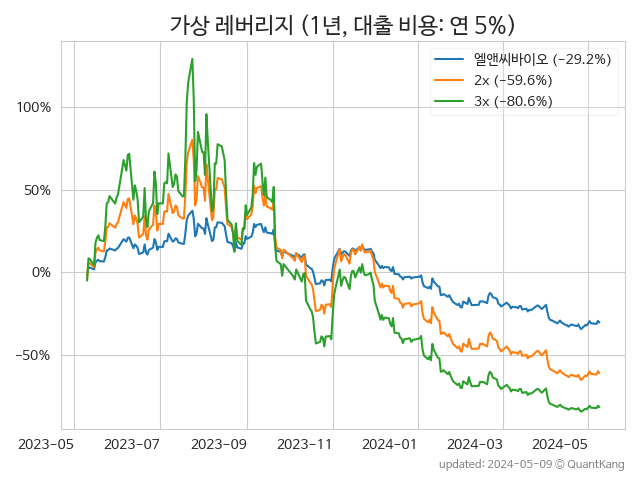 가상 레버리지 (1년, 대출 비용: 연 5%)
엘앤씨바이오 (−29.2%)
2x (−59.6%)
3x (−80.6%)
100%
50%
0%
−50%
2023−05 2023−07 2023−09 2023−11 2024−01 2024−03 2024−05
updated: 2024-05-09 © QuantKang